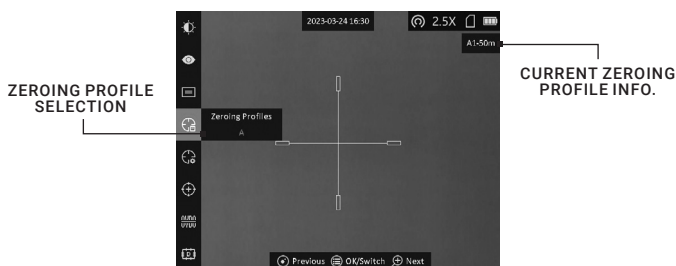 2023-03-24 16:30
2.5X
A1-50m
ZEROING PROFILE
SELECTION
CURRENT ZEROING
PROFILE INFO.
Zeroing Profiles
A
Previous OK/Switch Next